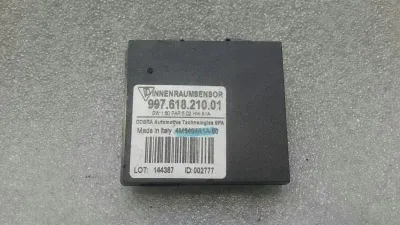 INNENRAUMSENSOR
997.618.210.01
COBRA Automotive Technologies SPA
Made in Italy
LOT: 144387 ID:002777